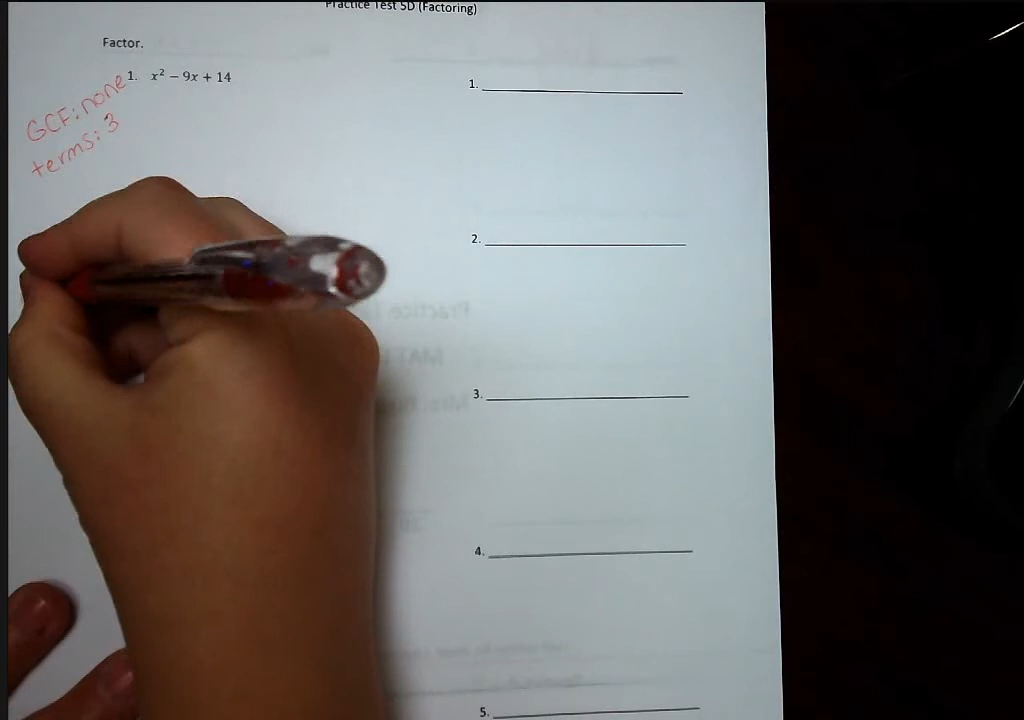 Practice Test 5D (Factoring)
Factor.
1. x² − 9x + 14
GCF: none
terms: 3
1.
2.
3.
4.
5.